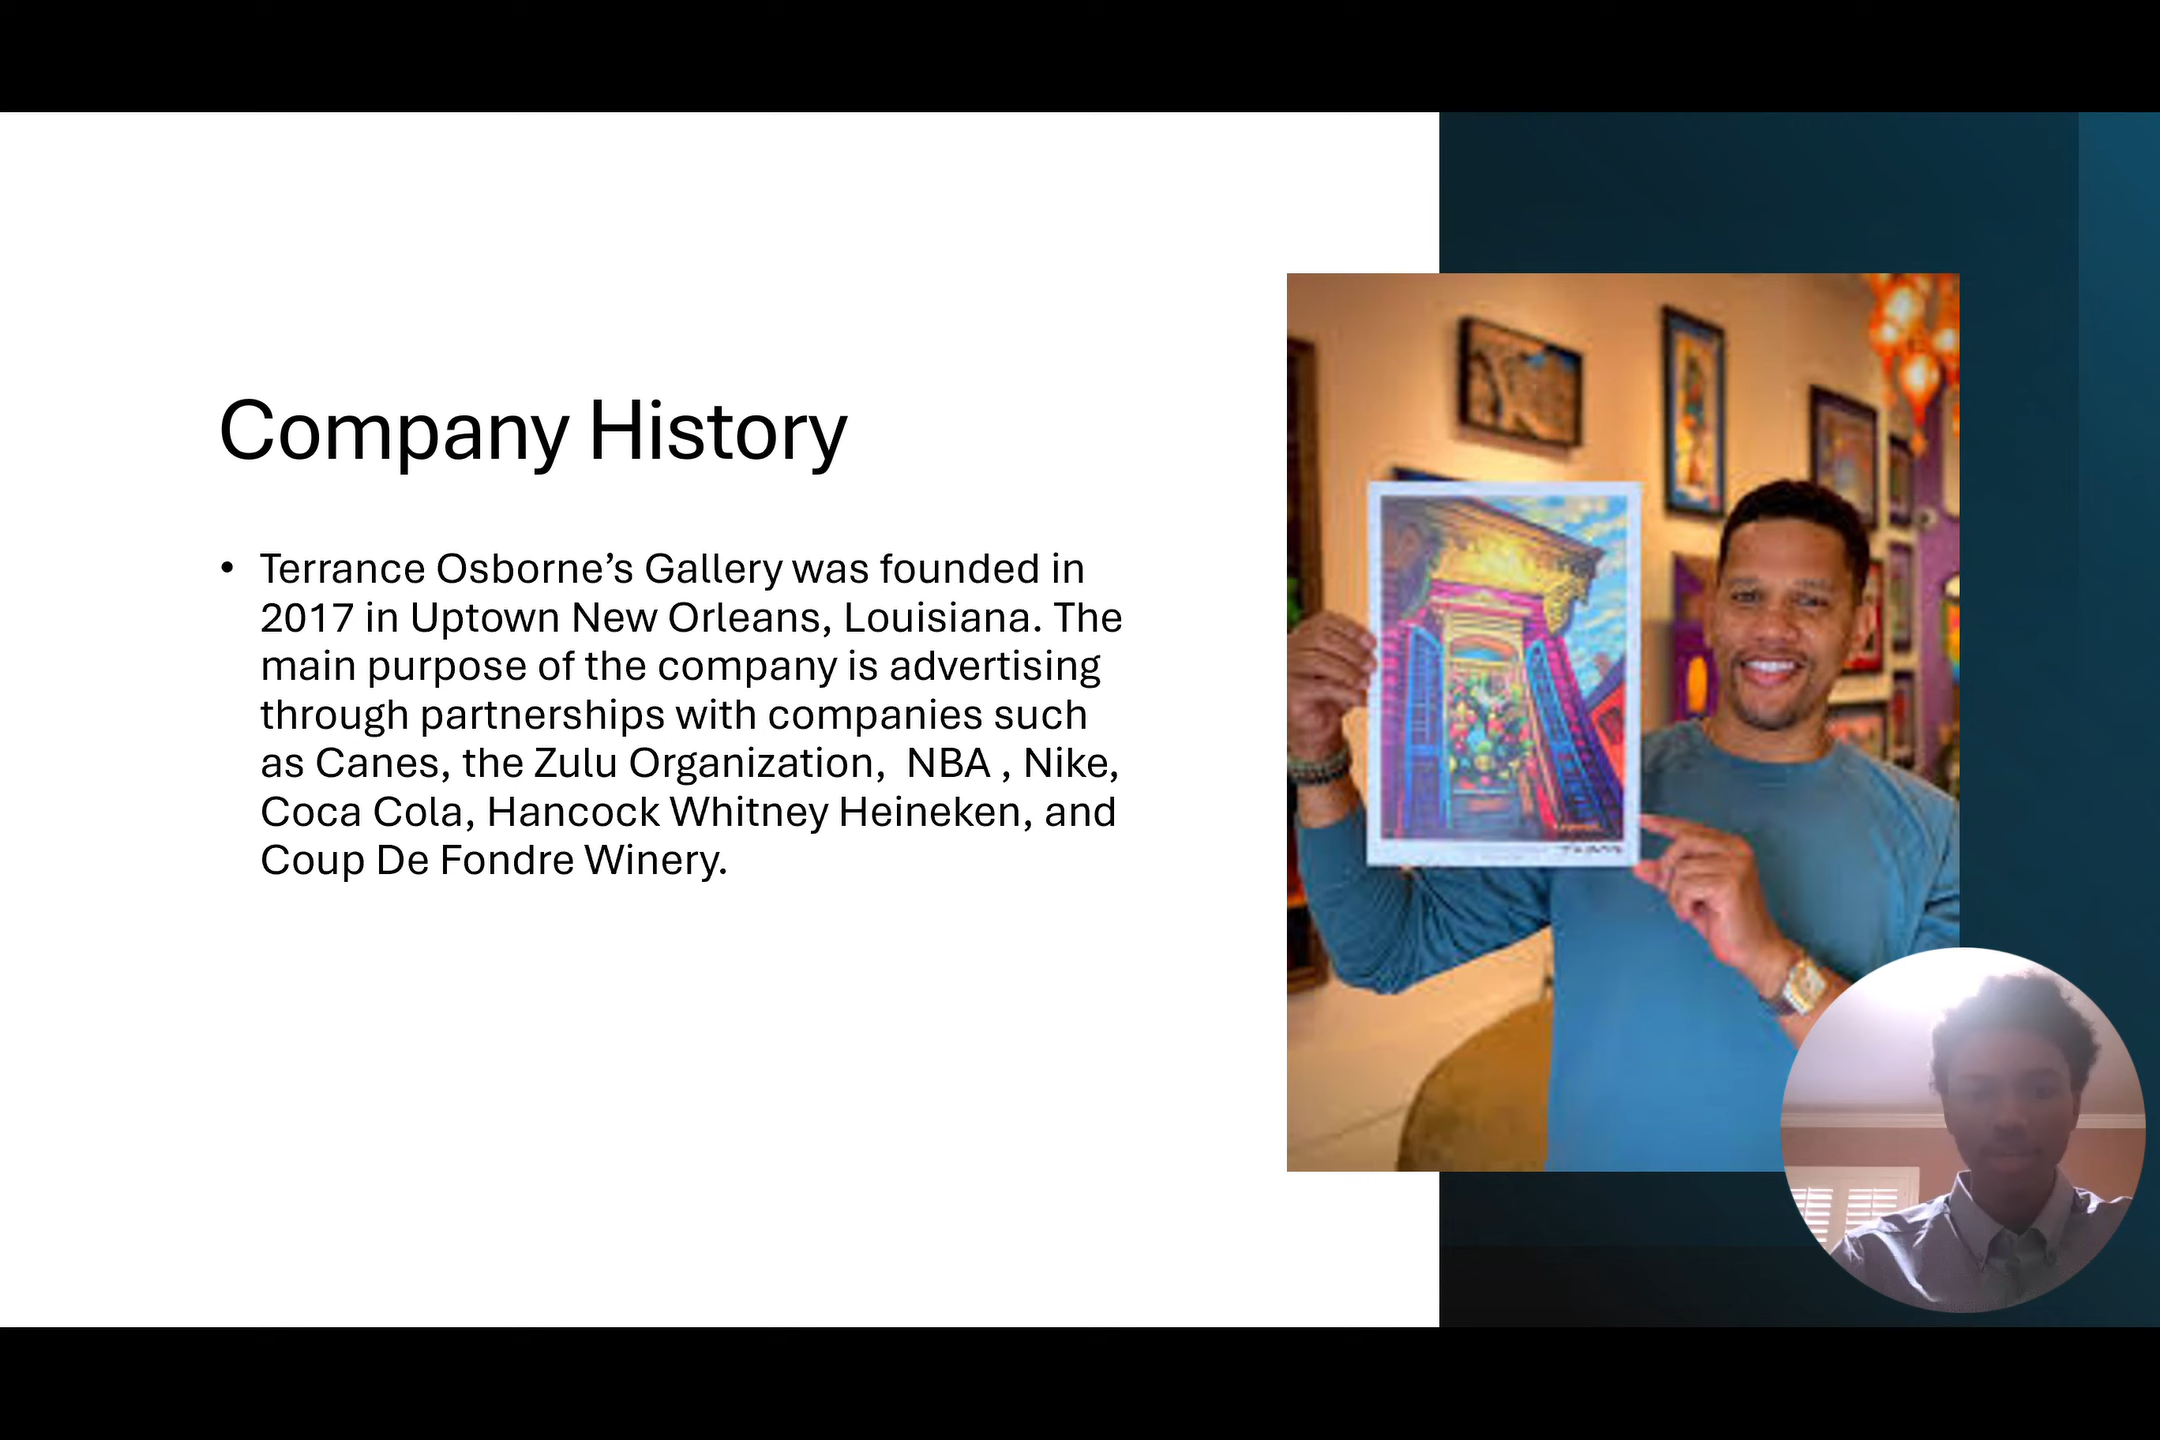 Company History
• Terrance Osborne’s Gallery was founded in
2017 in Uptown New Orleans, Louisiana. The
main purpose of the company is advertising
through partnerships with companies such
as Canes, the Zulu Organization,  NBA , Nike,
Coca Cola, Hancock Whitney Heineken, and
Coup De Fondre Winery.